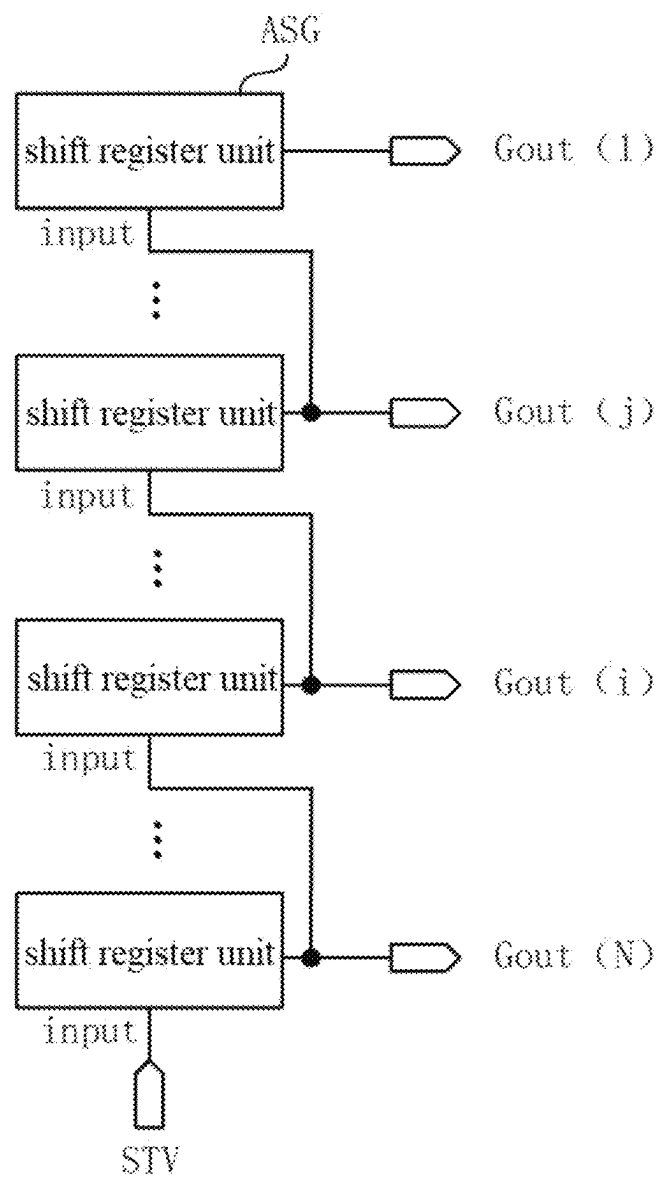 ASG
shift register unit
Gout (1)
input
shift register unit
Gout (j)
input
shift register unit
Gout (i)
input
shift register unit
Gout (N)
input
STV